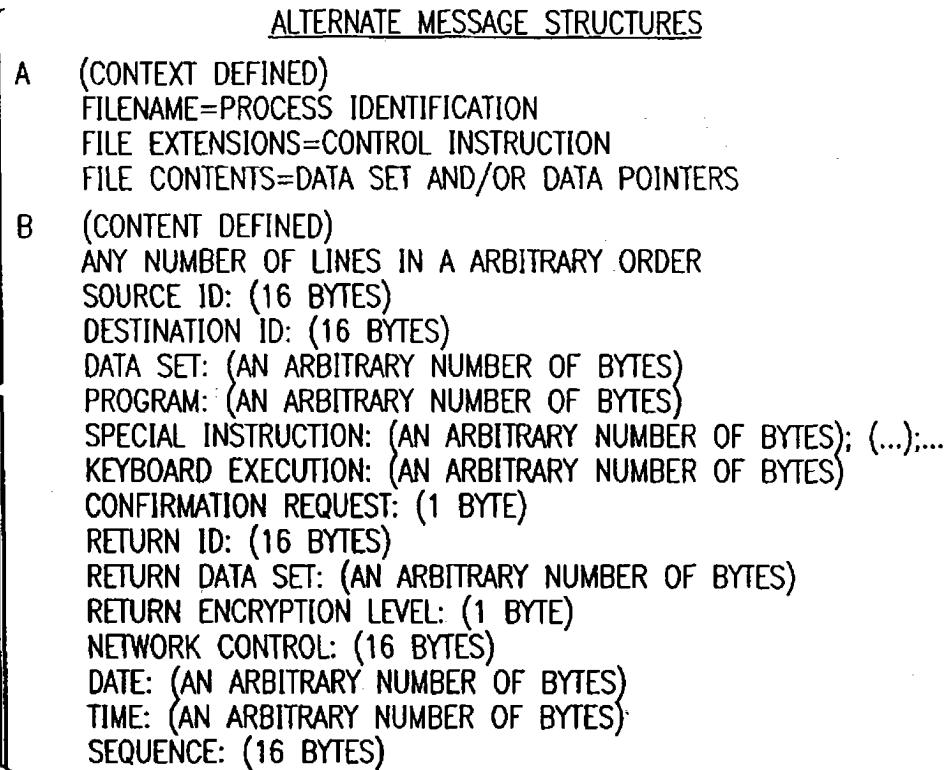 ALTERNATE MESSAGE STRUCTURES
A (CONTEXT DEFINED)
FILENAME=PROCESS IDENTIFICATION
FILE EXTENSIONS=CONTROL INSTRUCTION
FILE CONTENTS=DATA SET AND/OR DATA POINTERS
B (CONTENT DEFINED)
ANY NUMBER OF LINES IN A ARBITRARY ORDER
SOURCE ID: (16 BYTES)
DESTINATION ID: (16 BYTES)
DATA SET: (AN ARBITRARY NUMBER OF BYTES)
PROGRAM: (AN ARBITRARY NUMBER OF BYTES)
SPECIAL INSTRUCTION: (AN ARBITRARY NUMBER OF BYTES); (...);...
KEYBOARD EXECUTION: (AN ARBITRARY NUMBER OF BYTES)
CONFIRMATION REQUEST: (1 BYTE)
RETURN ID: (16 BYTES)
RETURN DATA SET: (AN ARBITRARY NUMBER OF BYTES)
RETURN ENCRYPTION LEVEL: (1 BYTE)
NETWORK CONTROL: (16 BYTES)
DATE: (AN ARBITRARY NUMBER OF BYTES)
TIME: (AN ARBITRARY NUMBER OF BYTES)
SEQUENCE: (16 BYTES)